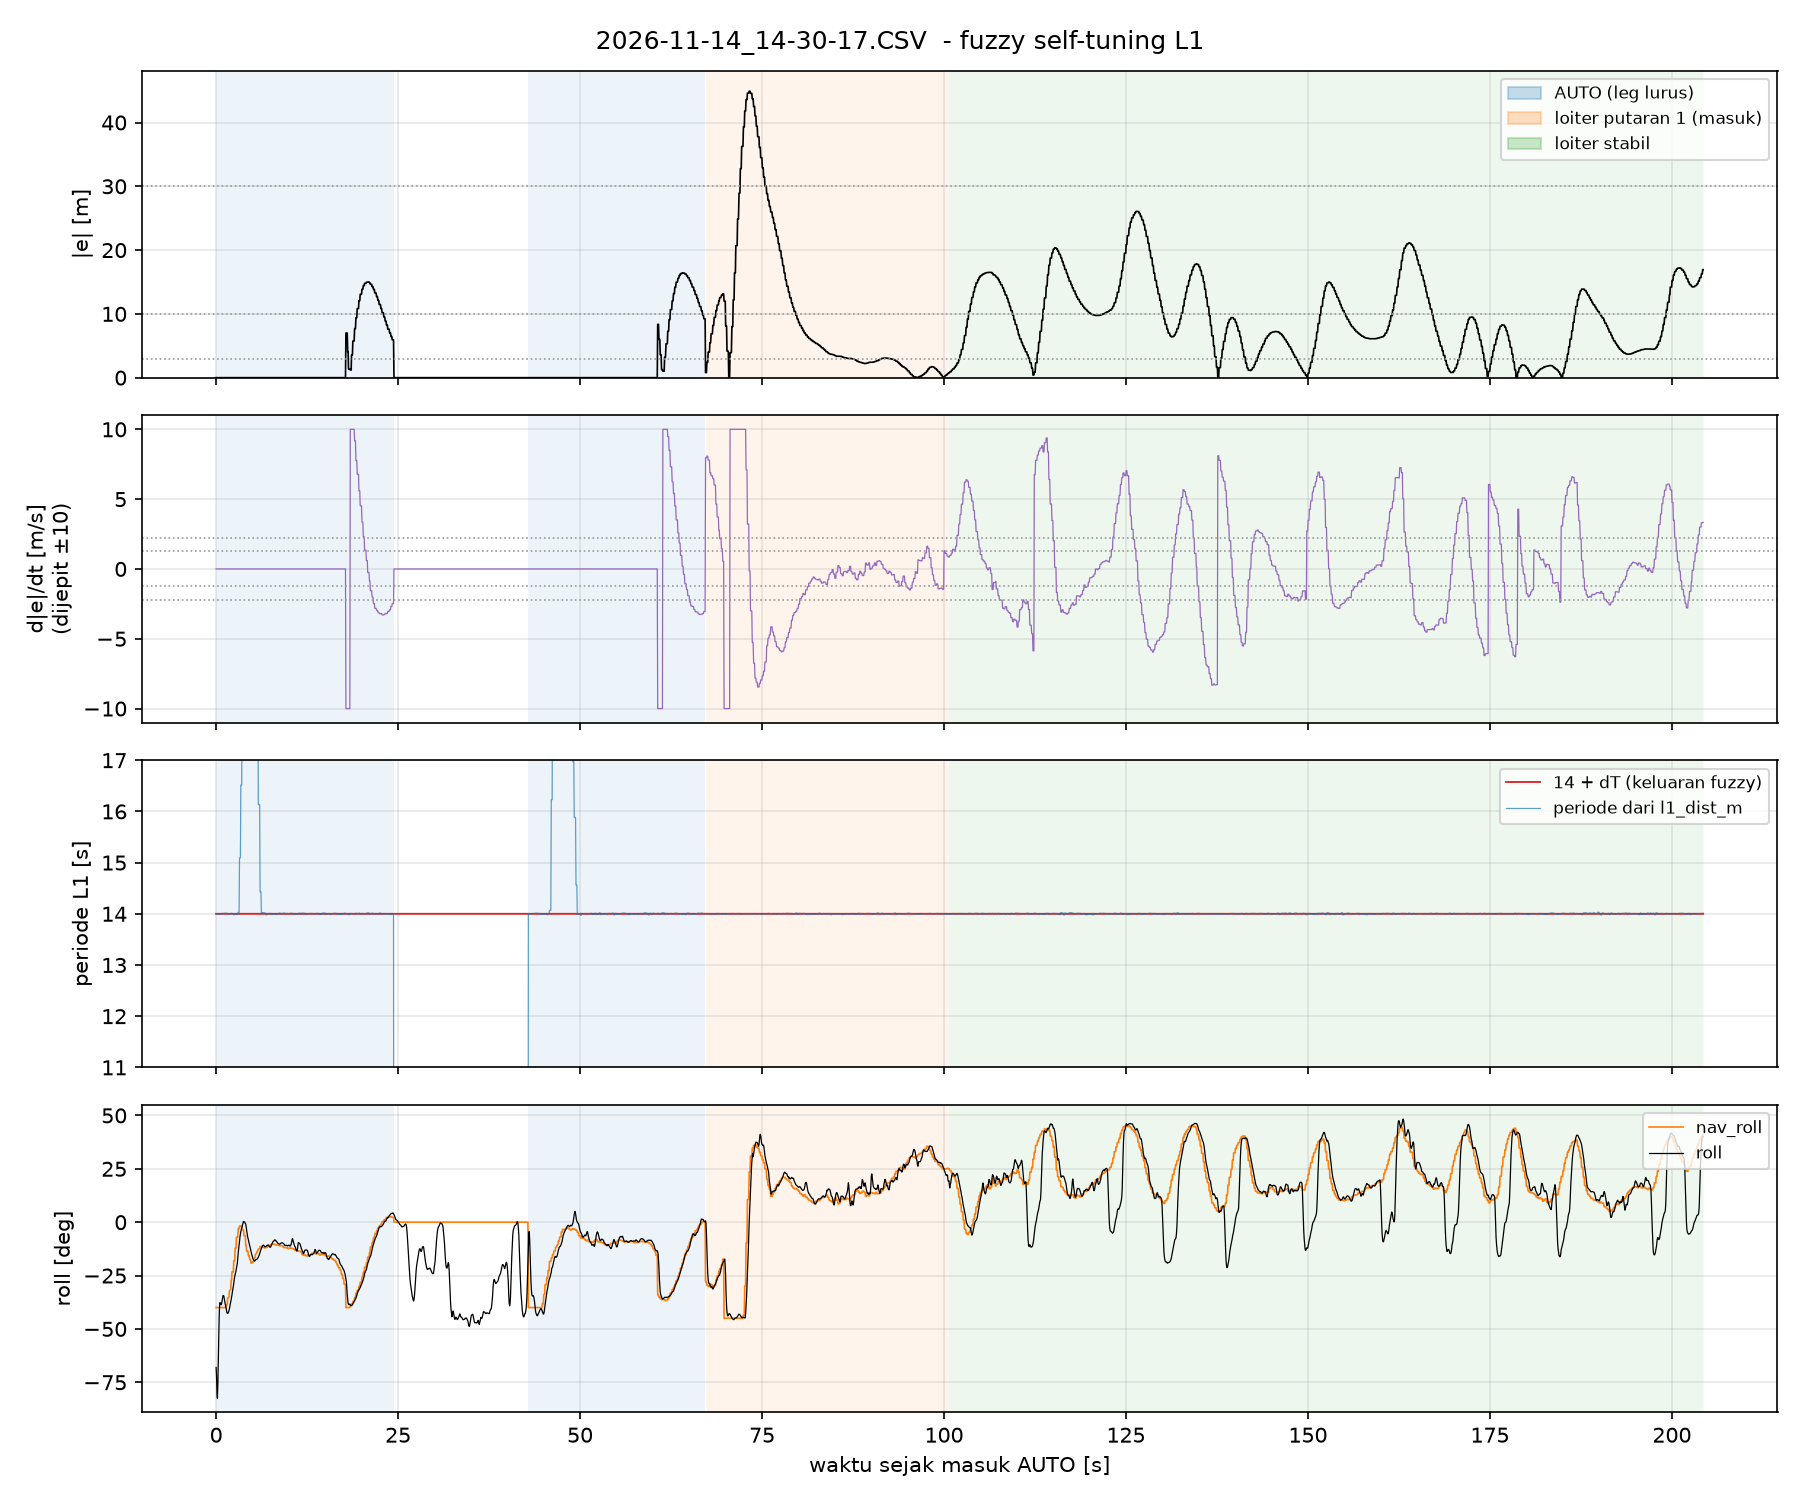 2026-11-14_14-30-17.CSV - fuzzy self-tuning L1
|e| [m]
40
30
20
10
0
AUTO (leg lurus)
loiter putaran 1 (masuk)
loiter stabil
d|e|/dt [m/s]
(dijepit ±10)
10
5
0
−5
−10
periode L1 [s]
17
16
15
14
13
12
11
14 + dT (keluaran fuzzy)
periode dari l1_dist_m
roll [deg]
50
25
0
−25
−50
−75
nav_roll
roll
0 25 50 75 100 125 150 175 200
waktu sejak masuk AUTO [s]